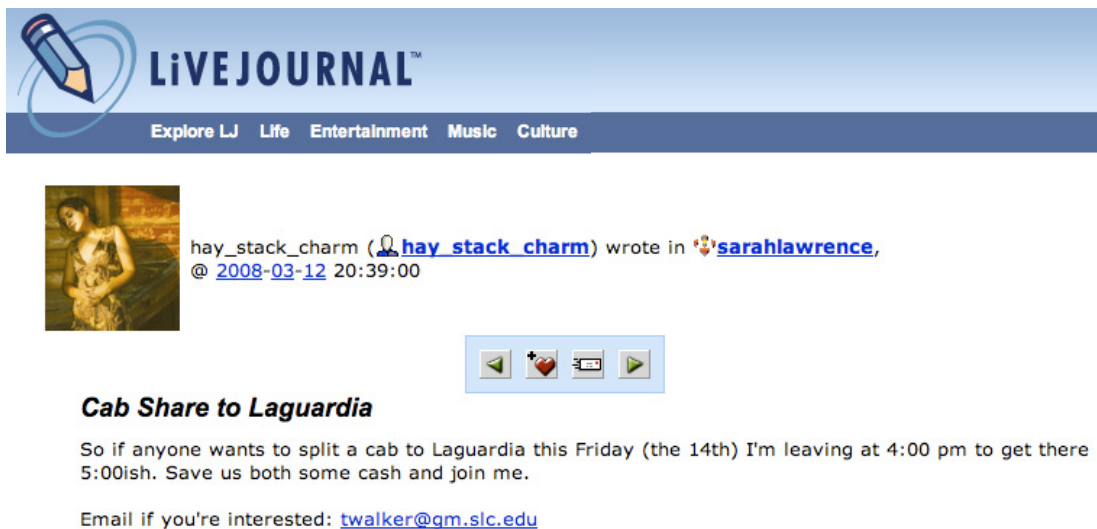 LiVEJOURNAL™
Explore LJ Life Entertainment Music Culture
hay_stack_charm (hay_stack_charm) wrote in sarahlawrence,
@ 2008-03-12 20:39:00
Cab Share to Laguardia
So if anyone wants to split a cab to Laguardia this Friday (the 14th) I'm leaving at 4:00 pm to get there
5:00ish. Save us both some cash and join me.
Email if you're interested: twalker@gm.slc.edu